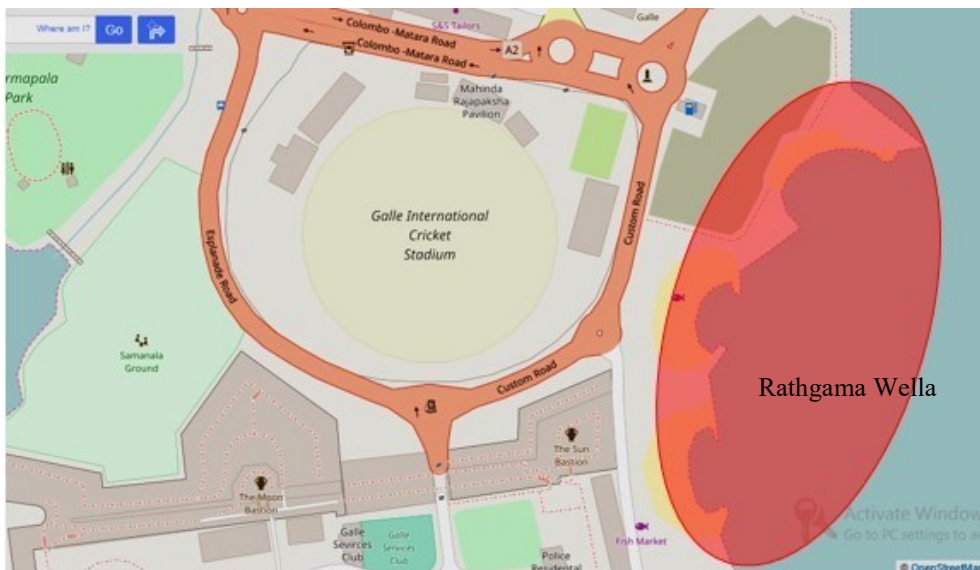 Where am I?
Go
Colombo -Matara Road
Colombo -Matara Road
S&S Tailors
Galle
A2
Mahinda
Rajapaksha
Pavilion
rmapala
Park
Galle International
Cricket
Stadium
Esplanade Road
Custom Road
Custom Road
Samanala
Ground
Rathgama Wella
The Sun
Bastion
The Moon
Bastion
Galle
Sevirces
Club
Galle
Services
Club
Police
Residental
Fish Market
Activate Window
Go to PC settings to a
© OpenStreetMa